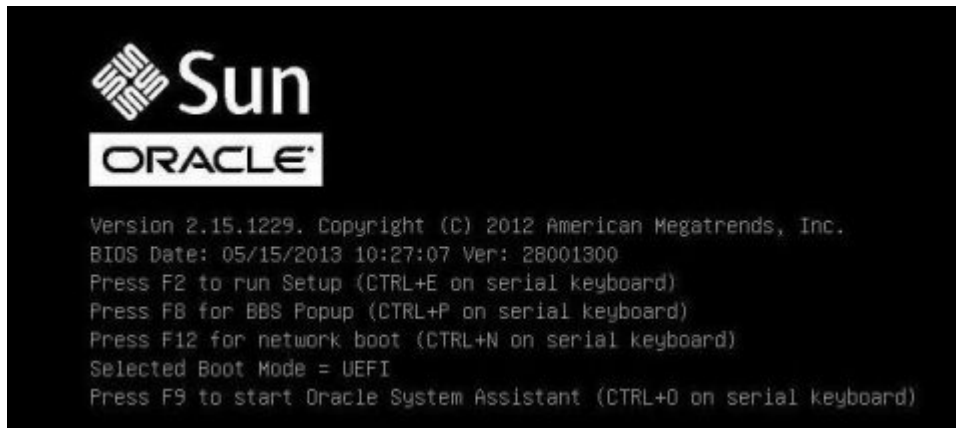 Sun
ORACLE
Version 2.15.1229. Copyright (C) 2012 American Megatrends, Inc.
BIOS Date: 05/15/2013 10:27:07 Ver: 28001300
Press F2 to run Setup (CTRL+E on serial keyboard)
Press F8 for BBS Popup (CTRL+P on serial keyboard)
Press F12 for network boot (CTRL+N on serial keyboard)
Selected Boot Mode = UEFI
Press F9 to start Oracle System Assistant (CTRL+O on serial keyboard)